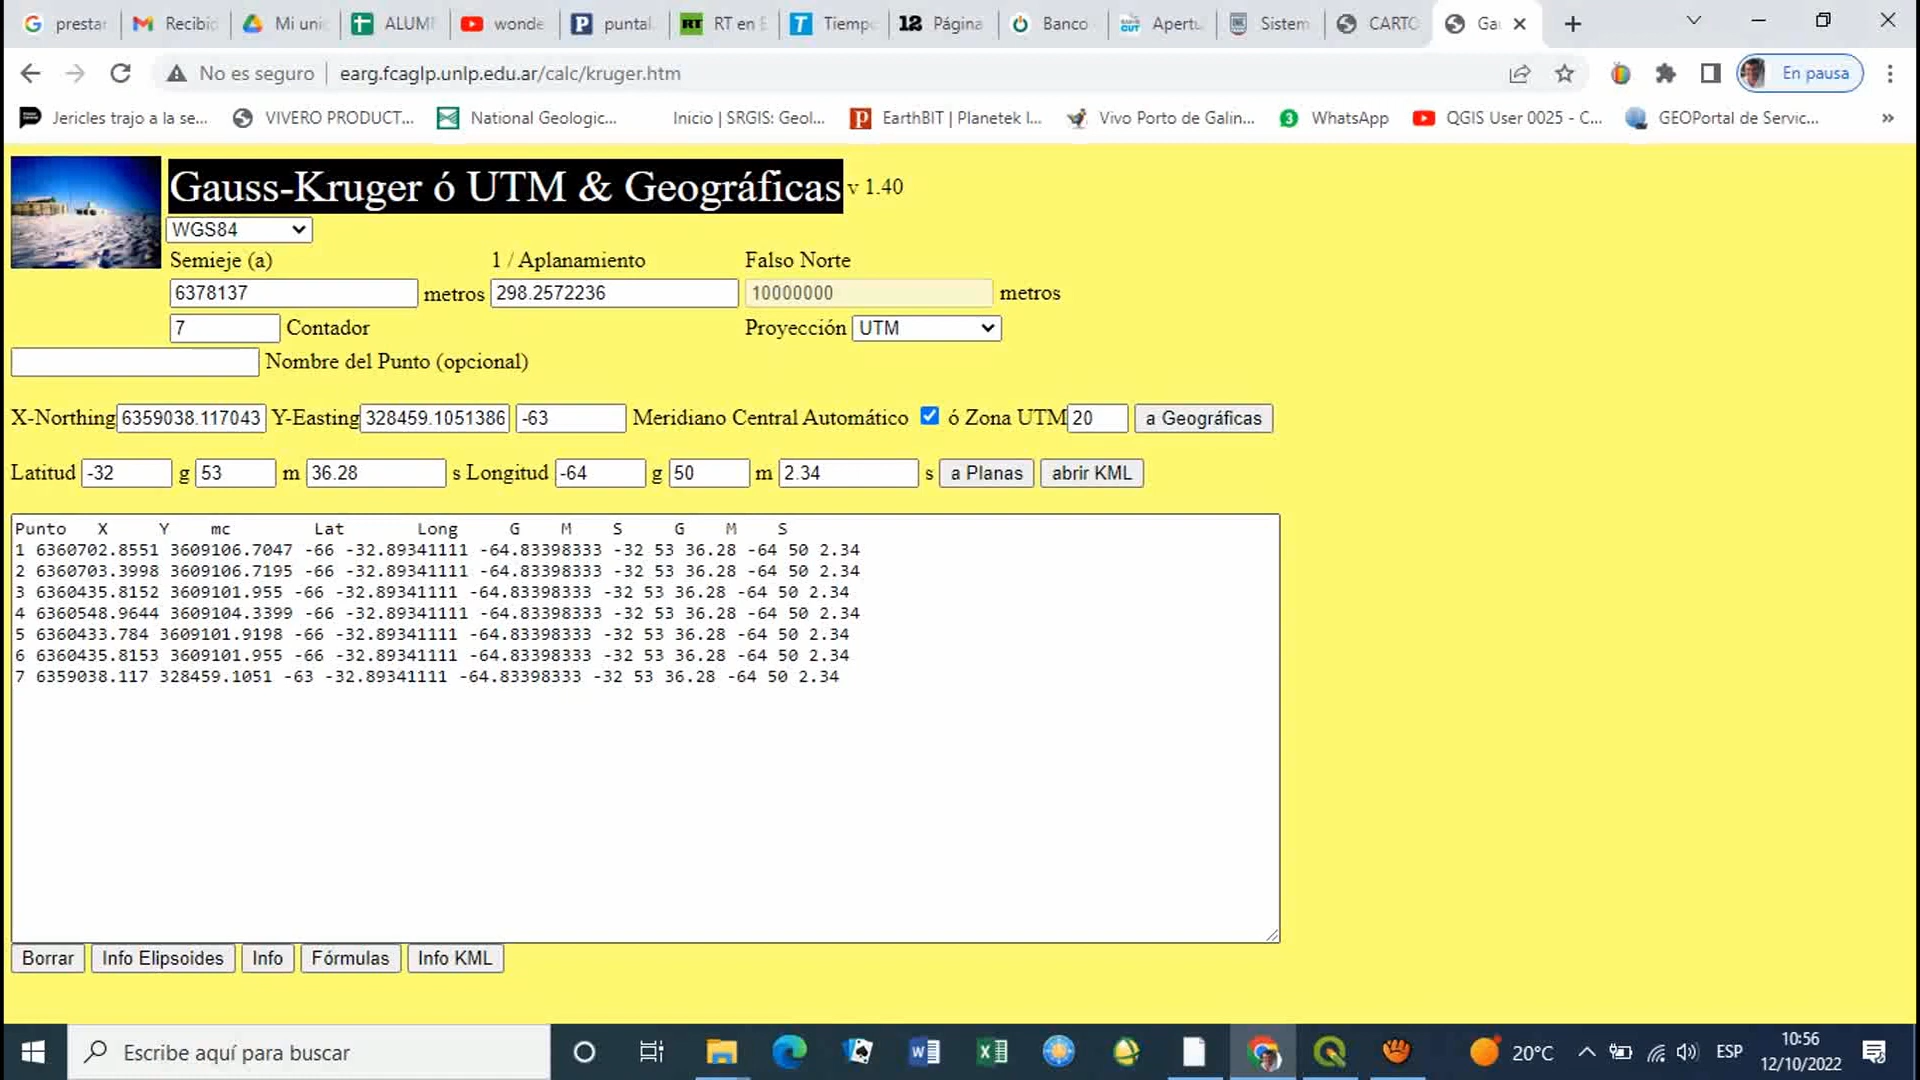 prestar
Recibid
Mi unid
ALUMN
wonde
puntal
RT en E
Tiempo
12 Página
Banco
Apertu
Sistem
CARTO
Gau
No es seguro
earg.fcaglp.unlp.edu.ar/calc/kruger.htm
En pausa
Jericles trajo a la se...
VIVERO PRODUCT...
National Geologic...
Inicio | SRGIS: Geol...
EarthBIT | Planetek I...
Vivo Porto de Galin...
3 WhatsApp
QGIS User 0025 - C...
GEOPortal de Servic...
»
Gauss-Kruger ó UTM & Geográficas v 1.40
WGS84
Semieje (a) 1 / Aplanamiento Falso Norte
6378137 metros 298.2572236 10000000 metros
7 Contador Proyección UTM
Nombre del Punto (opcional)
X-Northing 6359038.117043 Y-Easting 328459.1051386 -63 Meridiano Central Automático ó Zona UTM 20 a Geográficas
Latitud -32 g 53 m 36.28 s Longitud -64 g 50 m 2.34 s a Planas abrir KML
Punto X Y mc Lat Long G M S G M S
1 6360702.8551 3609106.7047 -66 -32.89341111 -64.83398333 -32 53 36.28 -64 50 2.34
2 6360703.3998 3609106.7195 -66 -32.89341111 -64.83398333 -32 53 36.28 -64 50 2.34
3 6360435.8152 3609101.955 -66 -32.89341111 -64.83398333 -32 53 36.28 -64 50 2.34
4 6360548.9644 3609104.3399 -66 -32.89341111 -64.83398333 -32 53 36.28 -64 50 2.34
5 6360433.784 3609101.9198 -66 -32.89341111 -64.83398333 -32 53 36.28 -64 50 2.34
6 6360435.8153 3609101.955 -66 -32.89341111 -64.83398333 -32 53 36.28 -64 50 2.34
7 6359038.117 328459.1051 -63 -32.89341111 -64.83398333 -32 53 36.28 -64 50 2.34
Borrar Info Elipsoides Info Fórmulas Info KML
Escribe aquí para buscar
20°C
ESP
10:56
12/10/2022